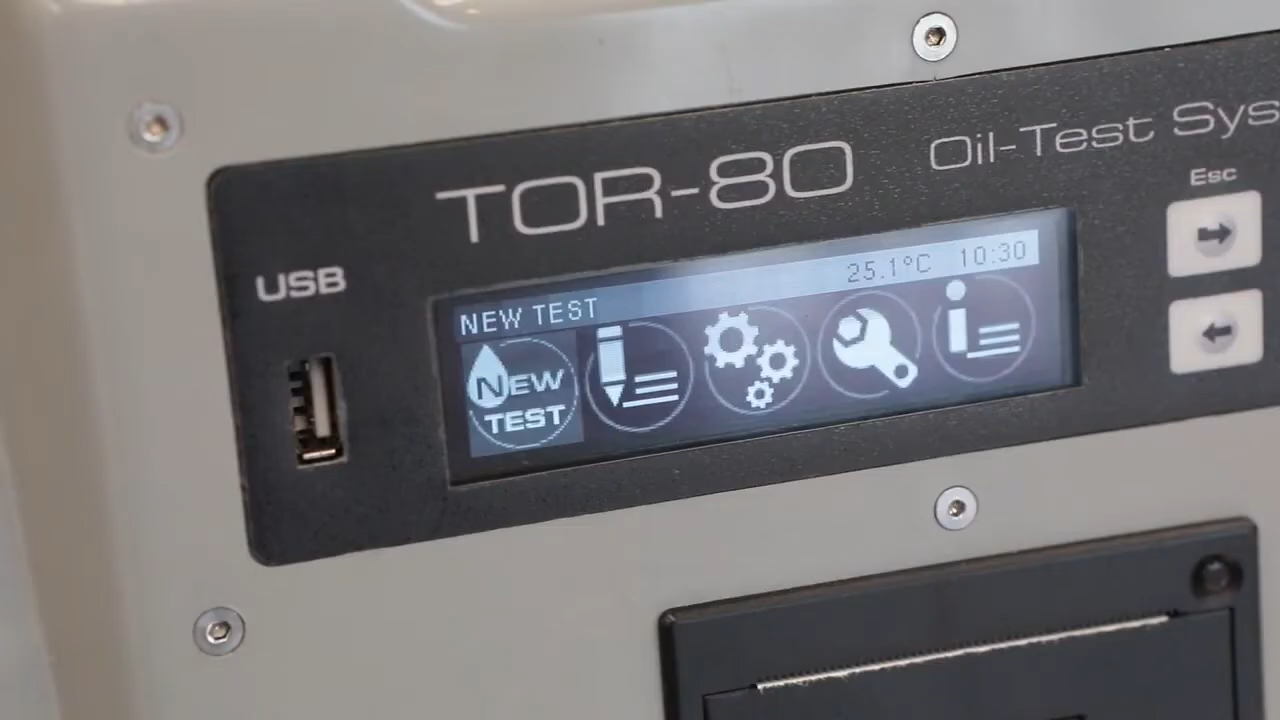 TOR-80 Oil-Test Sys
Esc
USB
25.1°C 10:30
NEW TEST
NEW
TEST